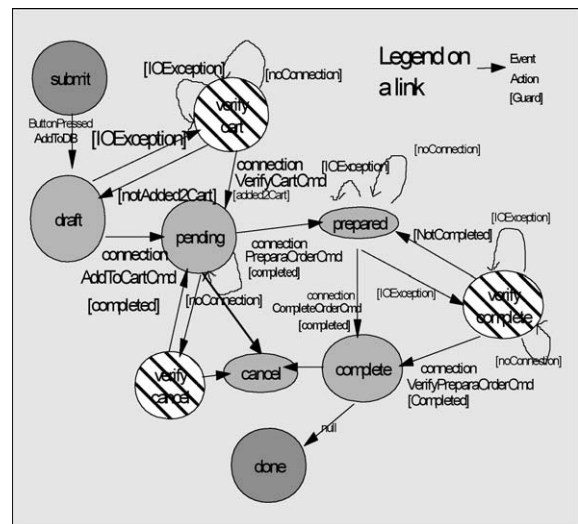 Legend on
a link
Event
Action
[Guard]
submit
[IOException]
[noConnection]
verify
cart
ButtonPressed
AddToDB
[IOException]
connection
VerifyCartCmd
[added2Cart]
[notAdded2Cart]
draft
pending
[IOException]
[noConnection]
prepared
[NotCompleted]
[IOException]
connection
AddToCartCmd
[completed]
connection
PreparaOrderCmd
[completed]
[noConnection]
connection
CompleteOrderCmd
[completed]
[IOException]
verify
complete
[noConnection]
verify
cancel
cancel
complete
connection
VerifyPreparaOrderCmd
[Completed]
null
done